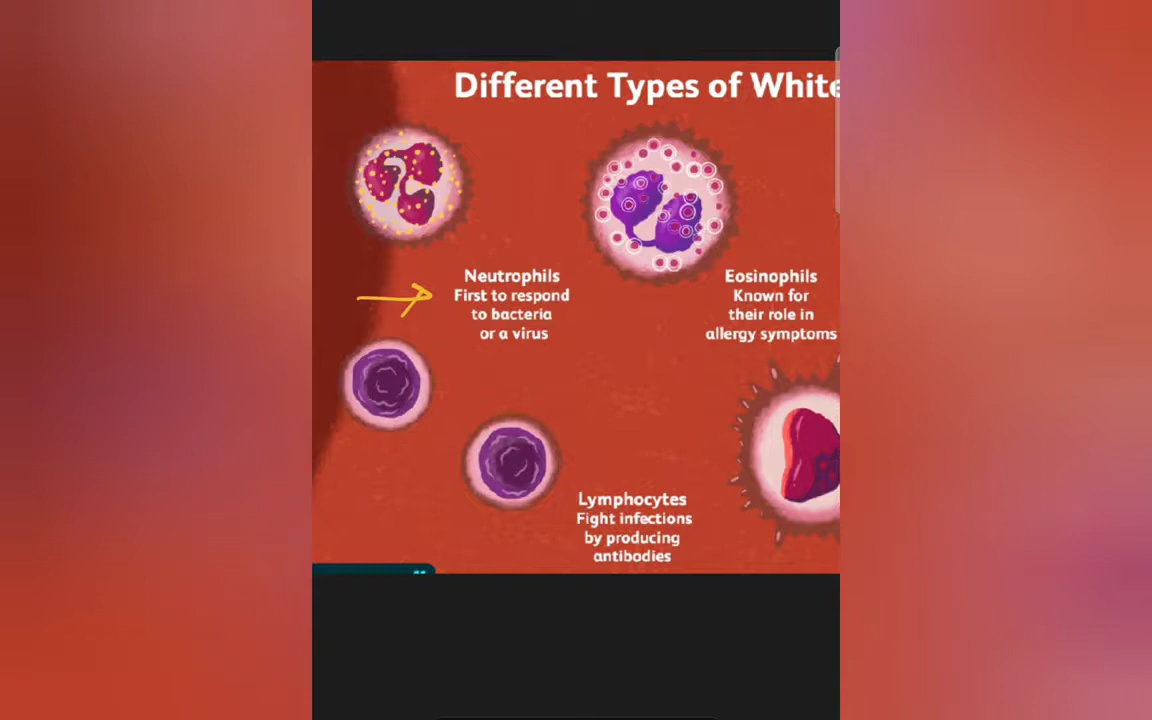 Different Types of White
Neutrophils
First to respond
to bacteria
or a virus
Eosinophils
Known for
their role in
allergy symptoms
Lymphocytes
Fight infections
by producing
antibodies